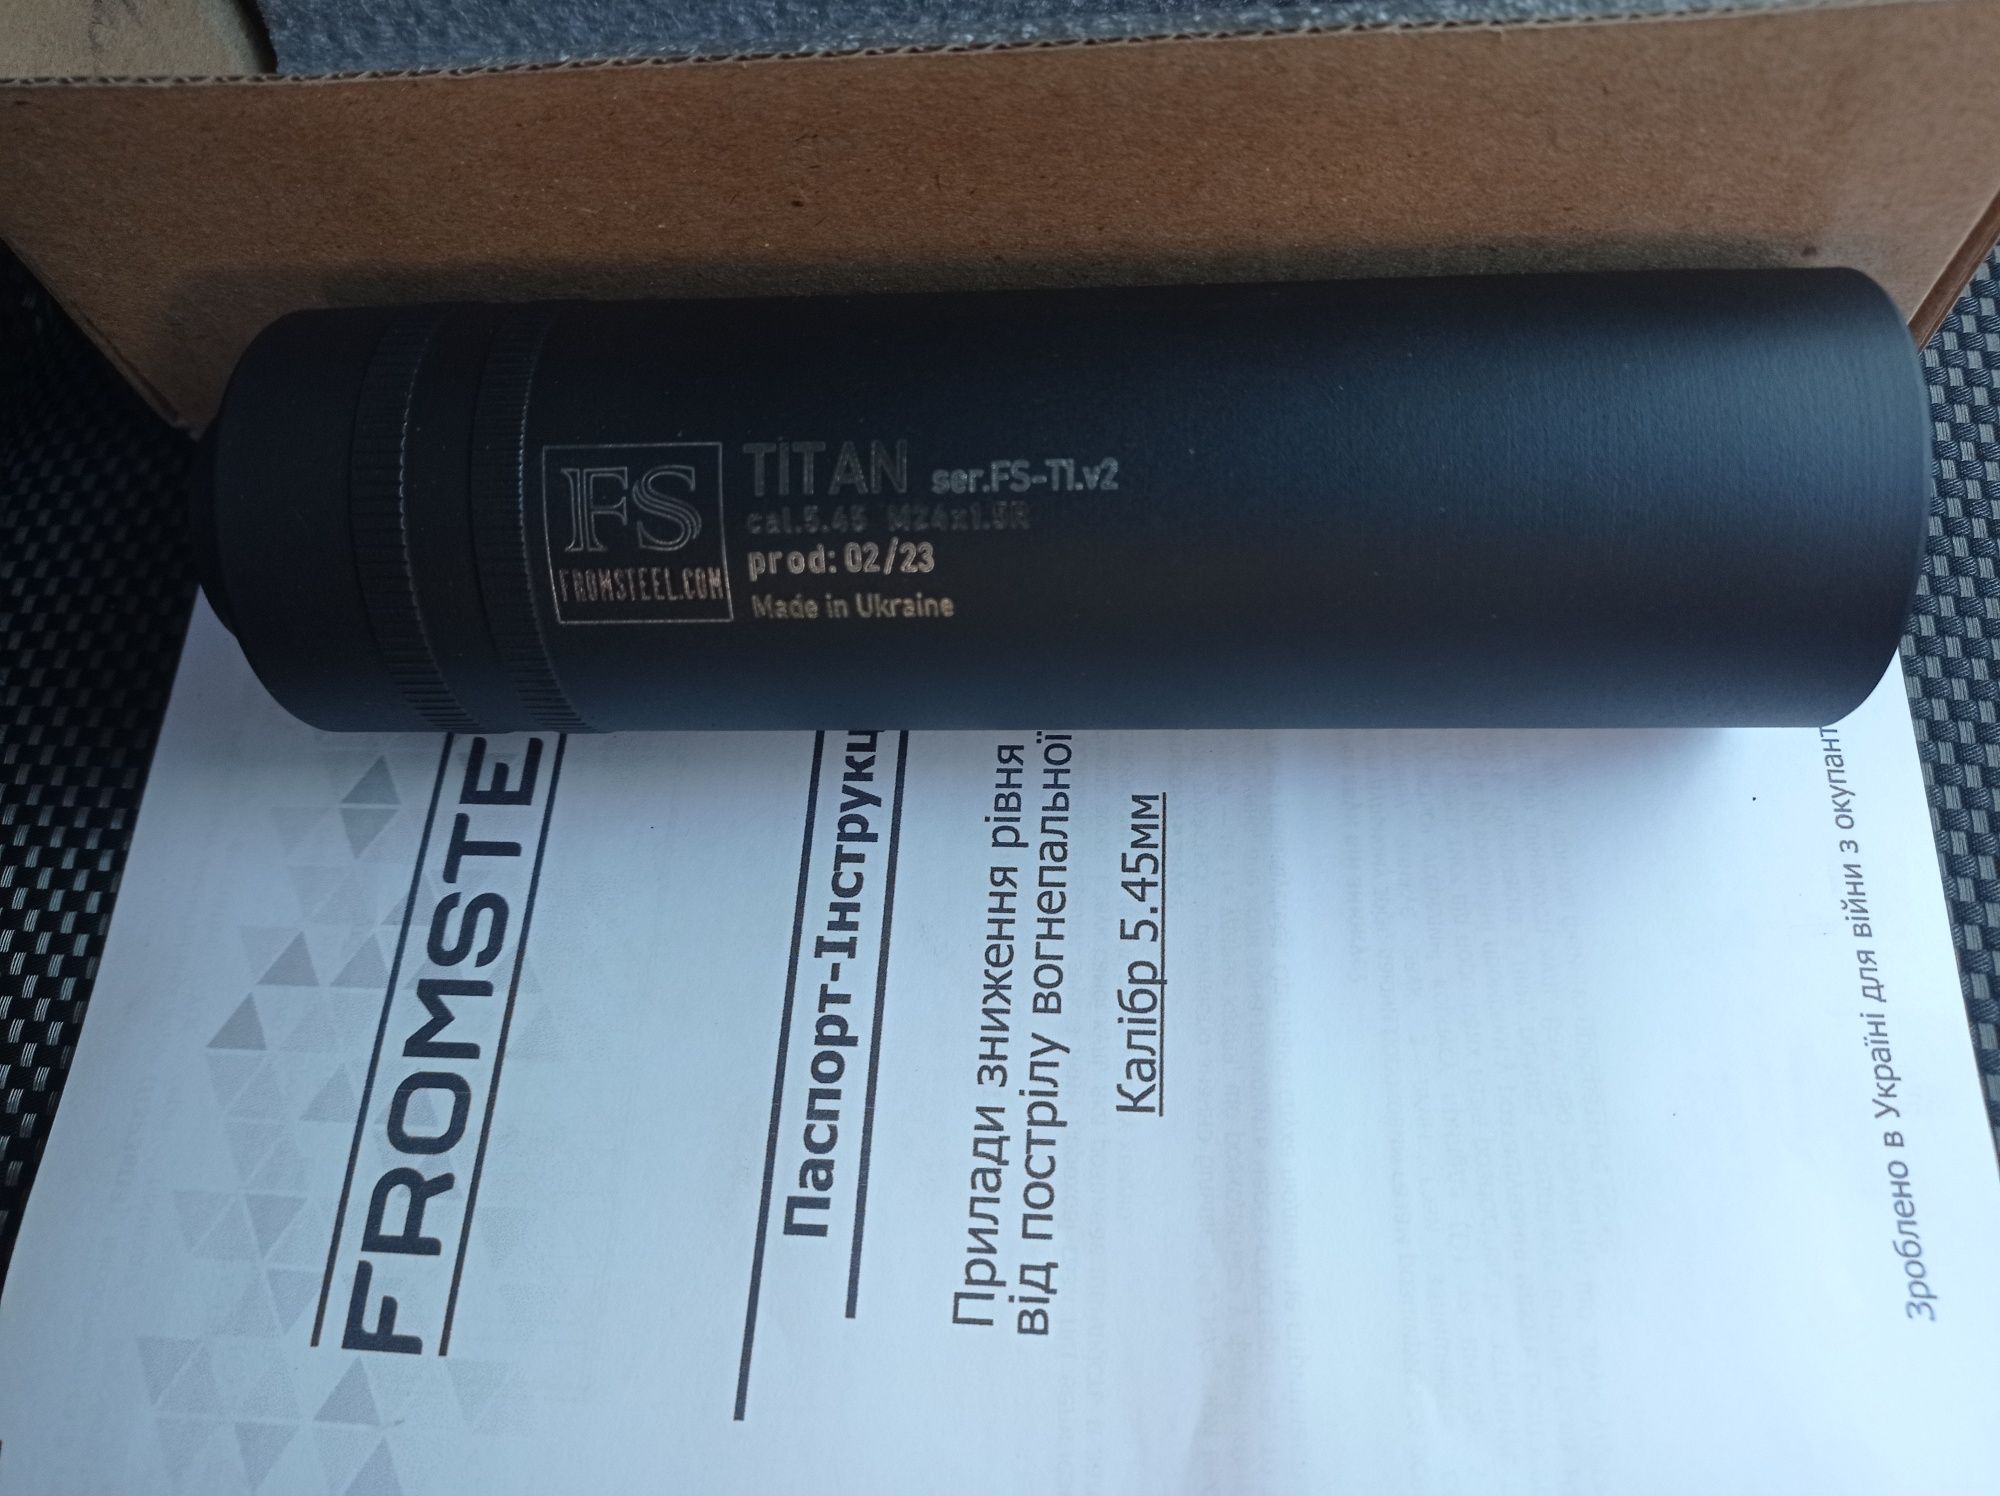 FS
FROMSTEEL.COM
TITAN ser.FS-T1.v2
cal.5.45 M24x1.5R
prod: 02/23
Made in Ukraine
FROMSTE
Паспорт-Інструкц
Прилади зниження рівня
від пострілу вогнепальної
Калібр 5.45мм
Зроблено в Україні для війни з окупант